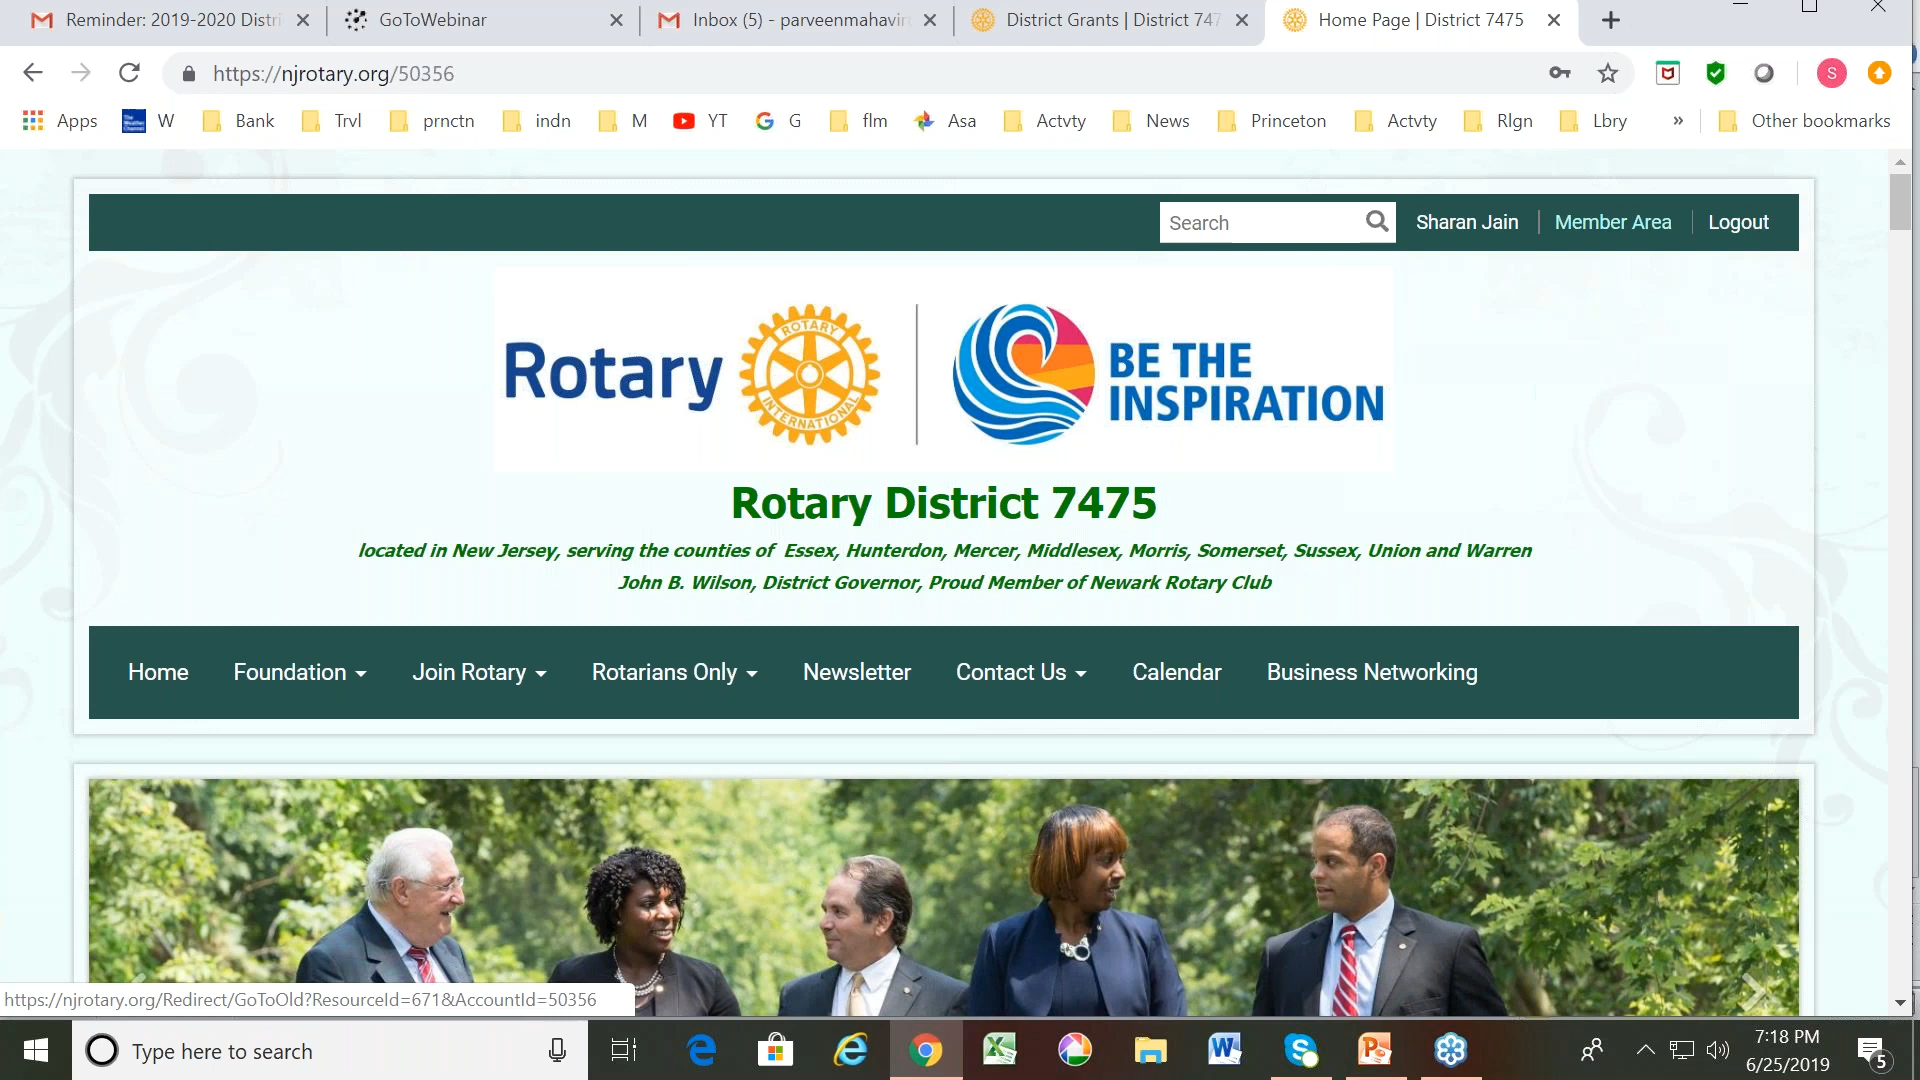 Reminder: 2019-2020 Distri
GoToWebinar
Inbox (5) - parveenmahavir
District Grants | District 747
Home Page | District 7475
https://njrotary.org/50356
S
Apps
W
Bank
Trvl
prnctn
indn
M
YT
G
flm
Asa
Actvty
News
Princeton
Actvty
Rlgn
Lbry
»
Other bookmarks
Search
Sharan Jain
Member Area
Logout
Rotary
ROTARY
INTERNATIONAL
BE THE
INSPIRATION
Rotary District 7475
located in New Jersey, serving the counties of Essex, Hunterdon, Mercer, Middlesex, Morris, Somerset, Sussex, Union and Warren
John B. Wilson, District Governor, Proud Member of Newark Rotary Club
Home
Foundation
Join Rotary
Rotarians Only
Newsletter
Contact Us
Calendar
Business Networking
https://njrotary.org/Redirect/GoToOld?ResourceId=671&AccountId=50356
Type here to search
7:18 PM
6/25/2019
5